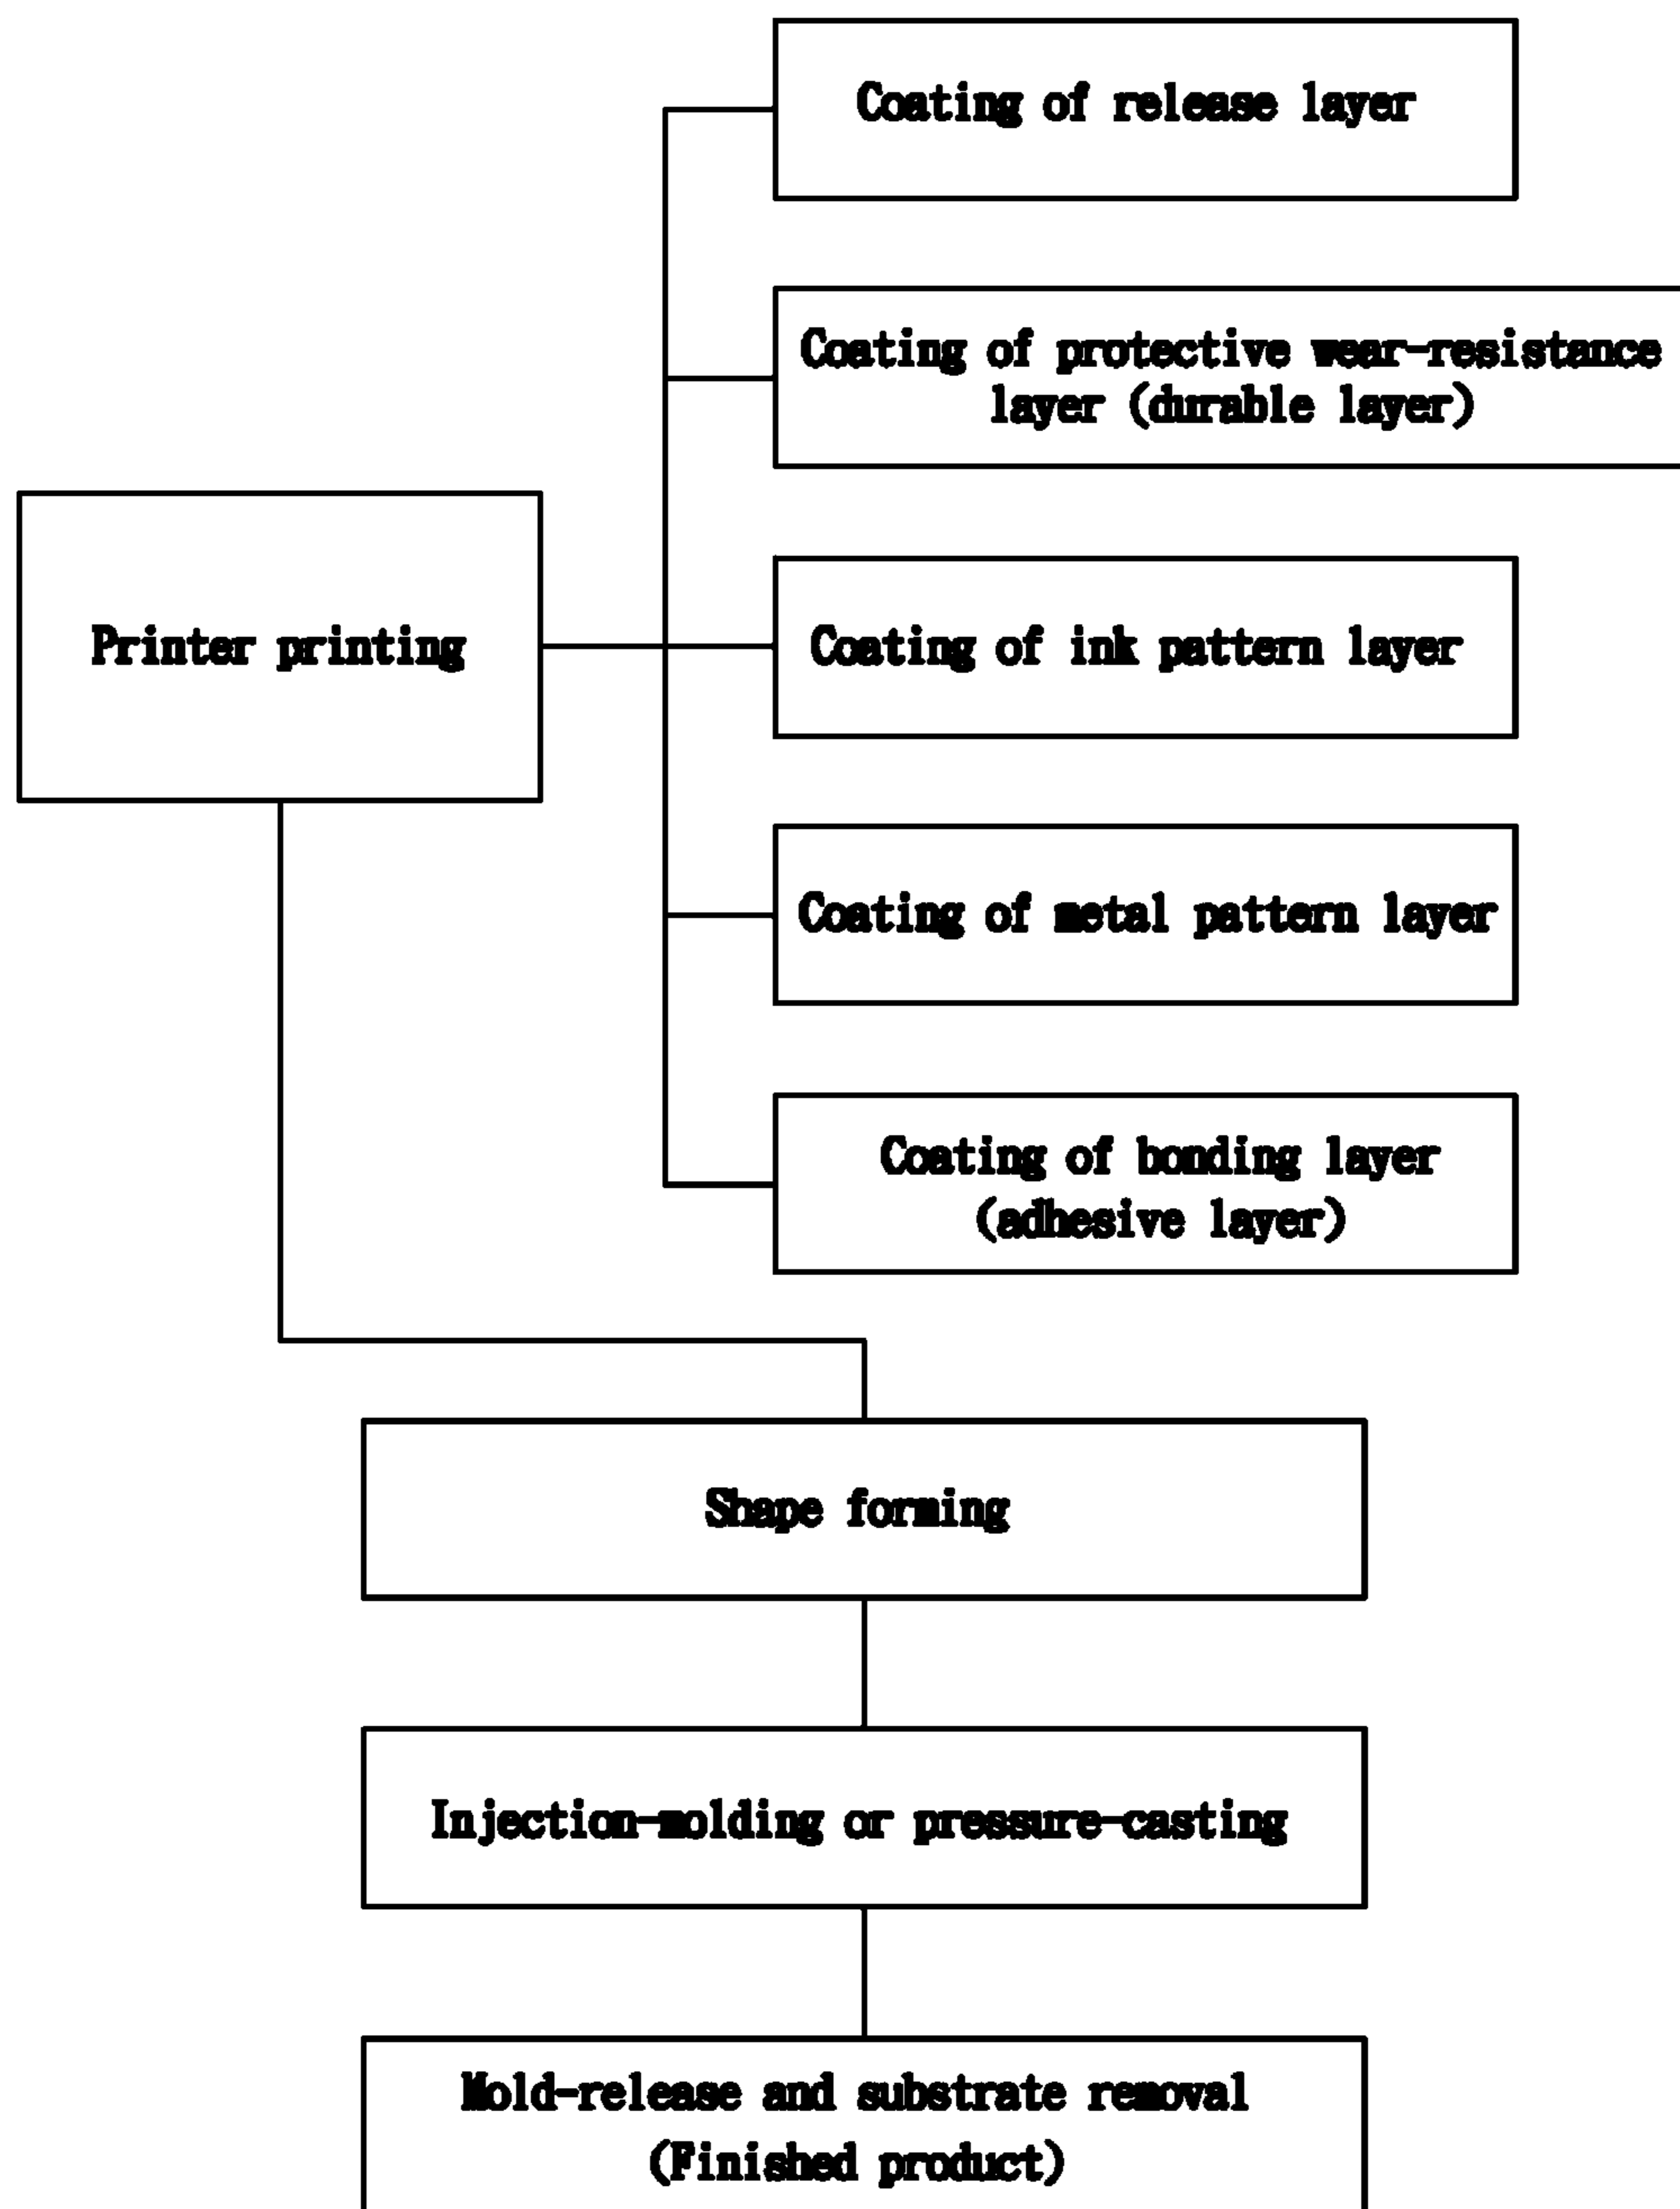 Coating of release layer
Coating of protective wear-resistance
layer (durable layer)
Printer printing
Coating of ink pattern layer
Coating of metal pattern layer
Coating of bonding layer
(adhesive layer)
Shape forming
Injection-molding or pressure-casting
Mold-release and substrate removal
(Finished product)